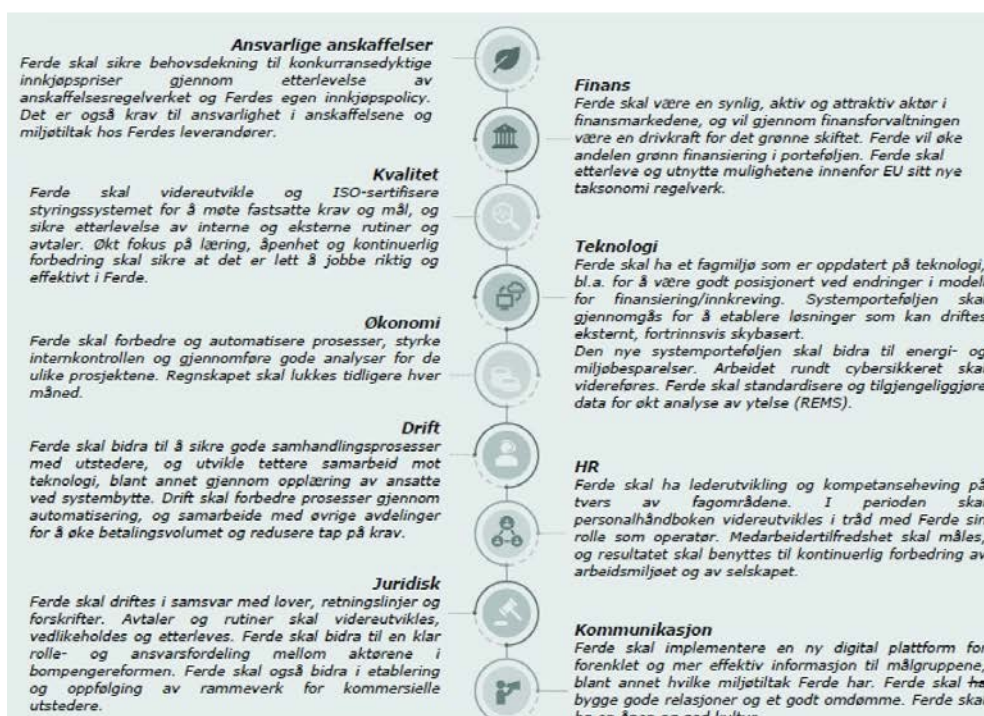 Ansvarlige anskaffelser
Ferde skal sikre behovsdekning til konkurransedyktige
innkjøpspriser gjennom etterlevelse av
anskaffelsesregelverket og Ferdes egen innkjøpspolicy.
Det er også krav til ansvarlighet i anskaffelsene og
miljøtiltak hos Ferdes leverandører.
Finans
Ferde skal være en synlig, aktiv og attraktiv aktør i
finansmarkedene, og vil gjennom finansforvaltningen
være en drivkraft for det grønne skiftet. Ferde vil øke
andelen grønn finansiering i porteføljen. Ferde skal
etterleve og utnytte mulighetene innenfor EU sitt nye
taksonomi regelverk.
Kvalitet
Ferde skal videreutvikle og ISO-sertifisere
styringssystemet for å møte fastsatte krav og mål, og
sikre etterlevelse av interne og eksterne rutiner og
avtaler. Økt fokus på læring, åpenhet og kontinuerlig
forbedring skal sikre at det er lett å jobbe riktig og
effektivt i Ferde.
Teknologi
Ferde skal ha et fagmiljø som er oppdatert på teknologi,
bl.a. for å være godt posisjonert ved endringer i modell
for finansiering/innkreving. Systemporteføljen skal
gjennomgås for å etablere løsninger som kan driftes
eksternt, fortrinnsvis skybasert.
Den nye systemporteføljen skal bidra til energi- og
miljøbesparelser. Arbeidet rundt cybersikkeret skal
videreføres. Ferde skal standardisere og tilgjengeliggjøre
data for økt analyse av ytelse (REMS).
Økonomi
Ferde skal forbedre og automatisere prosesser, styrke
internkontrollen og gjennomføre gode analyser for de
ulike prosjektene. Regnskapet skal lukkes tidligere hver
måned.
Drift
Ferde skal bidra til å sikre gode samhandlingsprosesser
med utstedere, og utvikle tettere samarbeid mot
teknologi, blant annet gjennom opplæring av ansatte
ved systembytte. Drift skal forbedre prosesser gjennom
automatisering, og samarbeide med øvrige avdelinger
for å øke betalingsvolumet og redusere tap på krav.
HR
Ferde skal ha lederutvikling og kompetanseheving på
tvers av fagområdene. I perioden skal
personalhåndboken videreutvikles i tråd med Ferde sin
rolle som operatør. Medarbeidertilfredshet skal måles,
og resultatet skal benyttes til kontinuerlig forbedring av
arbeidsmiljøet og av selskapet.
Juridisk
Ferde skal driftes i samsvar med lover, retningslinjer og
forskrifter. Avtaler og rutiner skal videreutvikles,
vedlikeholdes og etterleves. Ferde skal bidra til en klar
rolle- og ansvarsfordeling mellom aktørene i
bompengereformen. Ferde skal også bidra i etablering
og oppfølging av rammeverk for kommersielle
utstedere.
Kommunikasjon
Ferde skal implementere en ny digital plattform for
forenklet og mer effektiv informasjon til målgruppene,
blant annet hvilke miljøtiltak Ferde har. Ferde skal ha
bygge gode relasjoner og et godt omdømme. Ferde skal